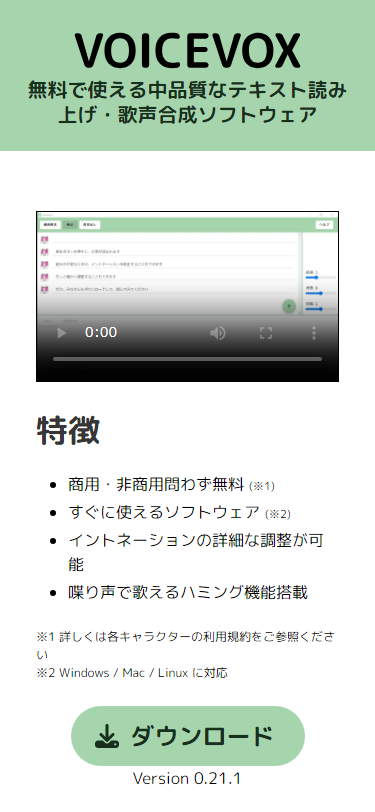 VOICEVOX
無料で使える中品質なテキスト読み
上げ・歌声合成ソフトウェア
0:00
特徴
商用・非商用問わず無料 (※1)
すぐに使えるソフトウェア (※2)
イントネーションの詳細な調整が可
能
喋り声で歌えるハミング機能搭載
※1 詳しくは各キャラクターの利用規約をご参照くださ
い
※2 Windows / Mac / Linux に対応
ダウンロード
Version 0.21.1